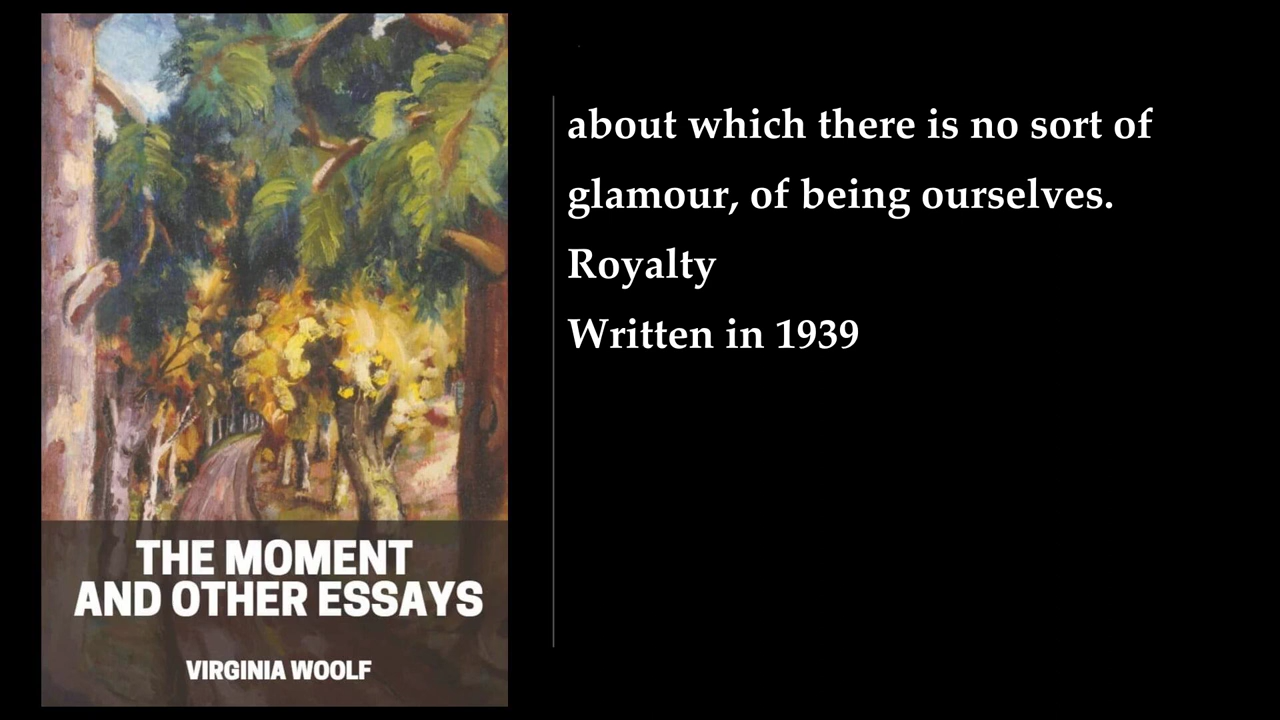 THE MOMENT
AND OTHER ESSAYS
VIRGINIA WOOLF
about which there is no sort of
glamour, of being ourselves.
Royalty
Written in 1939